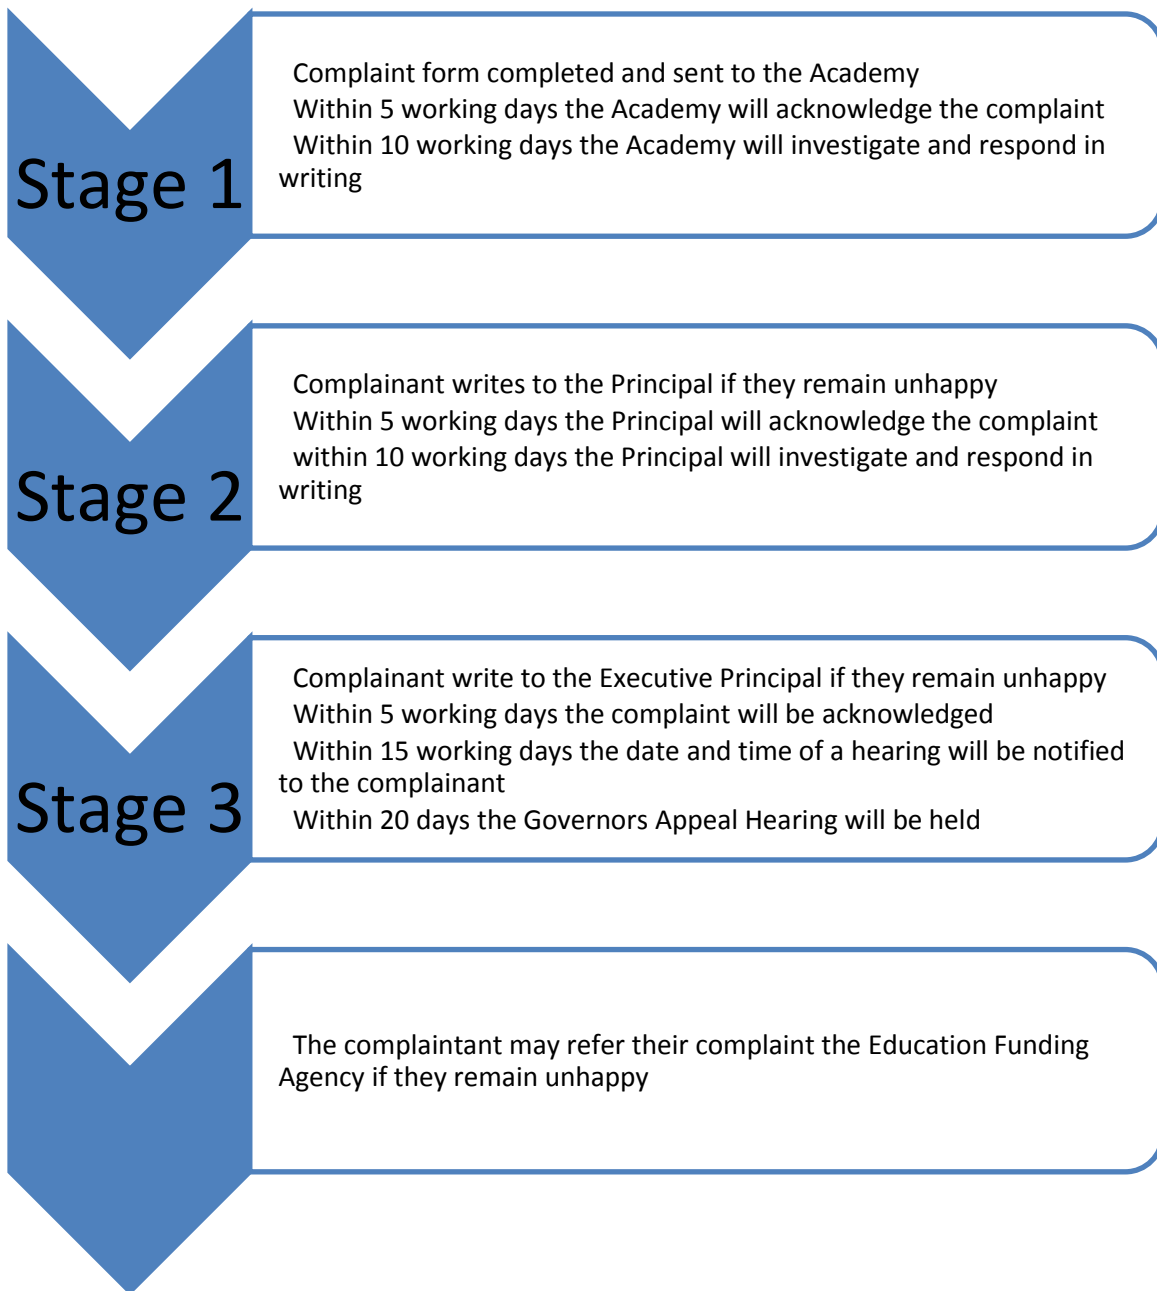 Stage 1
Complaint form completed and sent to the Academy
Within 5 working days the Academy will acknowledge the complaint
Within 10 working days the Academy will investigate and respond in
writing
Stage 2
Complainant writes to the Principal if they remain unhappy
Within 5 working days the Principal will acknowledge the complaint
within 10 working days the Principal will investigate and respond in
writing
Stage 3
Complainant write to the Executive Principal if they remain unhappy
Within 5 working days the complaint will be acknowledged
Within 15 working days the date and time of a hearing will be notified
to the complainant
Within 20 days the Governors Appeal Hearing will be held
The complaintant may refer their complaint the Education Funding
Agency if they remain unhappy